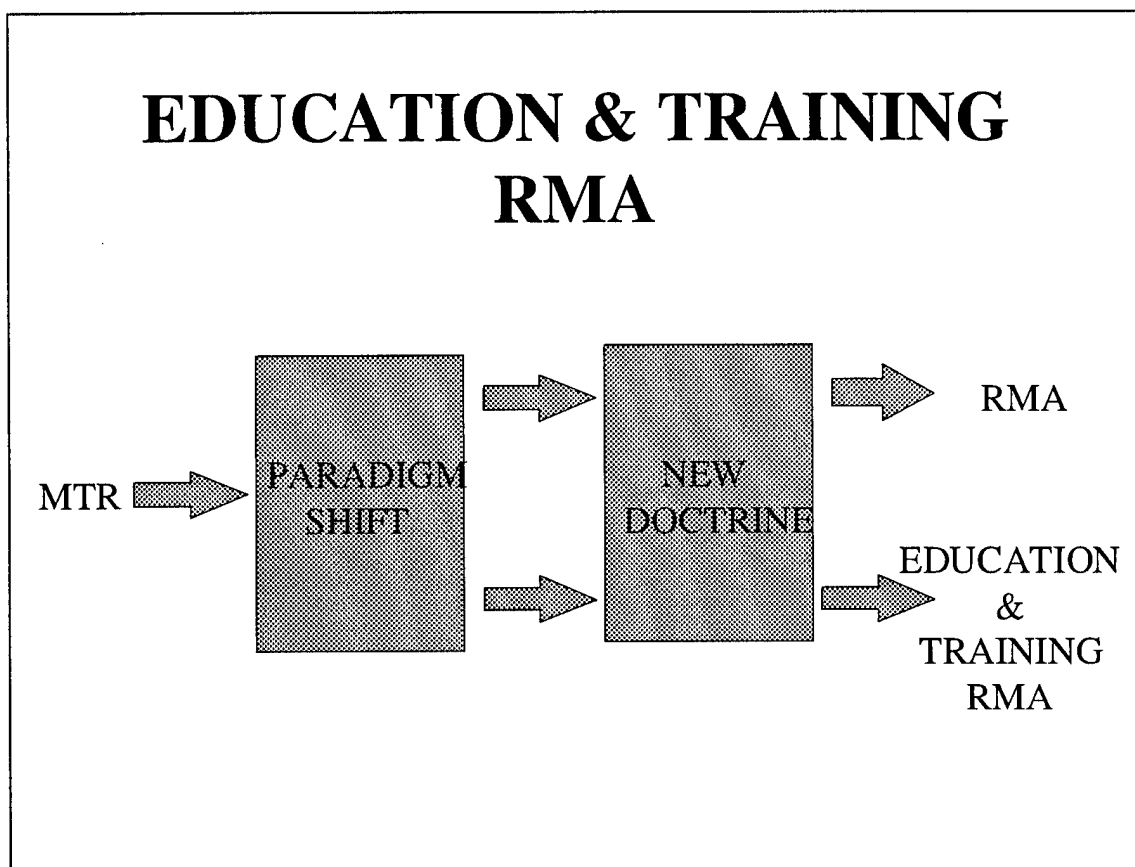 EDUCATION & TRAINING
RMA
MTR
PARADIGM
SHIFT
NEW
DOCTRINE
RMA
EDUCATION
&
TRAINING
RMA